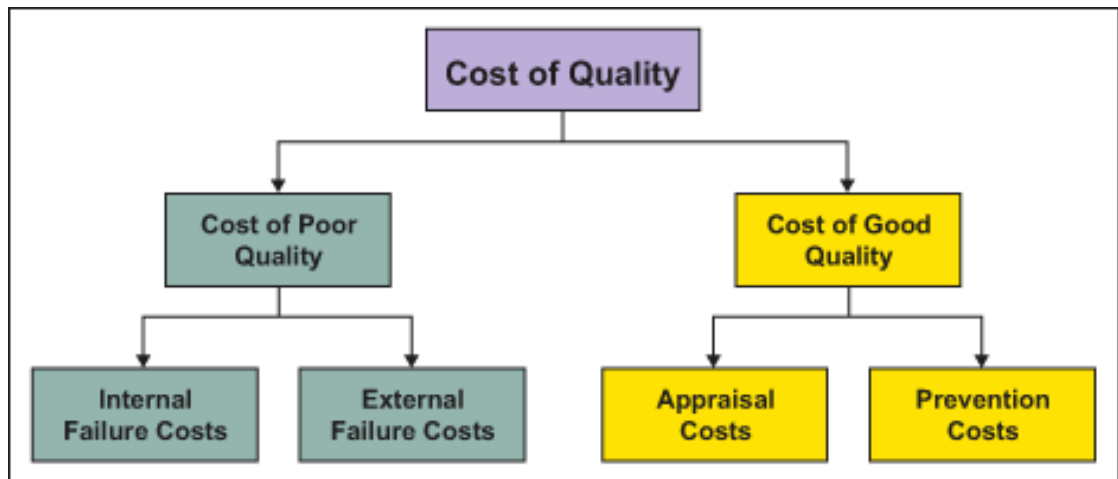 Cost of Quality
Cost of Poor
Quality
Cost of Good
Quality
Internal
Failure Costs
External
Failure Costs
Appraisal
Costs
Prevention
Costs